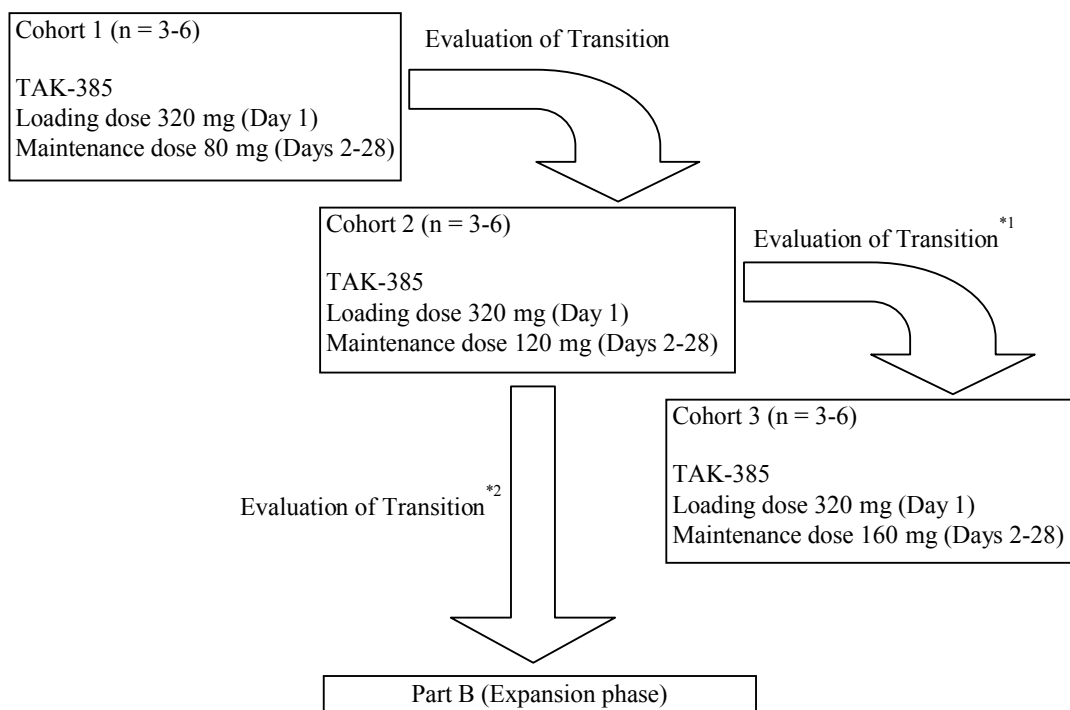 Cohort 1 (n = 3-6)
TAK-385
Loading dose 320 mg (Day 1)
Maintenance dose 80 mg (Days 2-28)
Evaluation of Transition
Cohort 2 (n = 3-6)
TAK-385
Loading dose 320 mg (Day 1)
Maintenance dose 120 mg (Days 2-28)
Evaluation of Transition*1
Cohort 3 (n = 3-6)
TAK-385
Loading dose 320 mg (Day 1)
Maintenance dose 160 mg (Days 2-28)
Evaluation of Transition*2
Part B (Expansion phase)